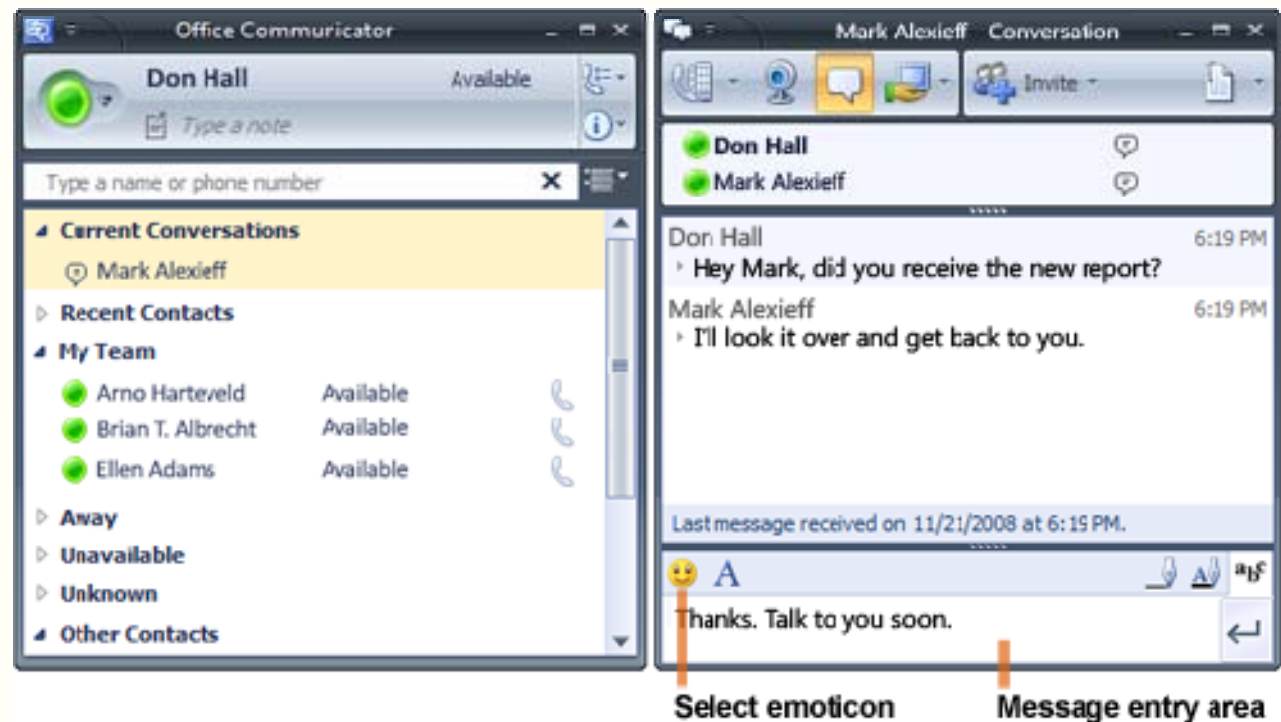 Office Communicator
Don Hall Available
Type a note
Type a name or phone number
Current Conversations
Mark Alexieff
Recent Contacts
My Team
Arno Harteveld Available
Brian T. Albrecht Available
Ellen Adams Available
Away
Unavailable
Unknown
Other Contacts
Mark Alexieff Conversation
Invite
Don Hall
Mark Alexieff
Don Hall 6:19 PM
Hey Mark, did you receive the new report?
Mark Alexieff 6:19 PM
I'll look it over and get back to you.
Last message received on 11/21/2008 at 6:19 PM.
A A abc
Thanks. Talk to you soon.
Select emoticon Message entry area